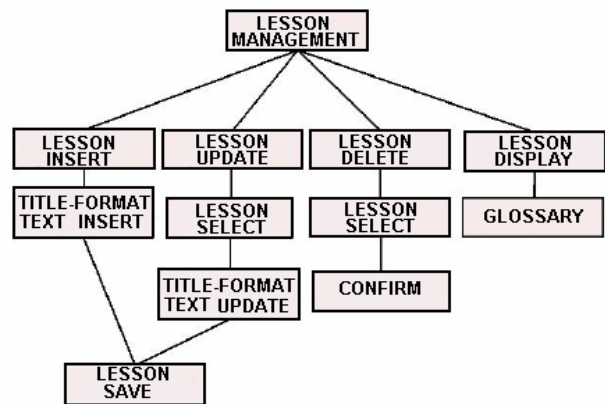 LESSON
MANAGEMENT
LESSON
INSERT
LESSON
UPDATE
LESSON
DELETE
LESSON
DISPLAY
TITLE-FORMAT
TEXT INSERT
LESSON
SELECT
LESSON
SELECT
GLOSSARY
TITLE-FORMAT
TEXT UPDATE
CONFIRM
LESSON
SAVE